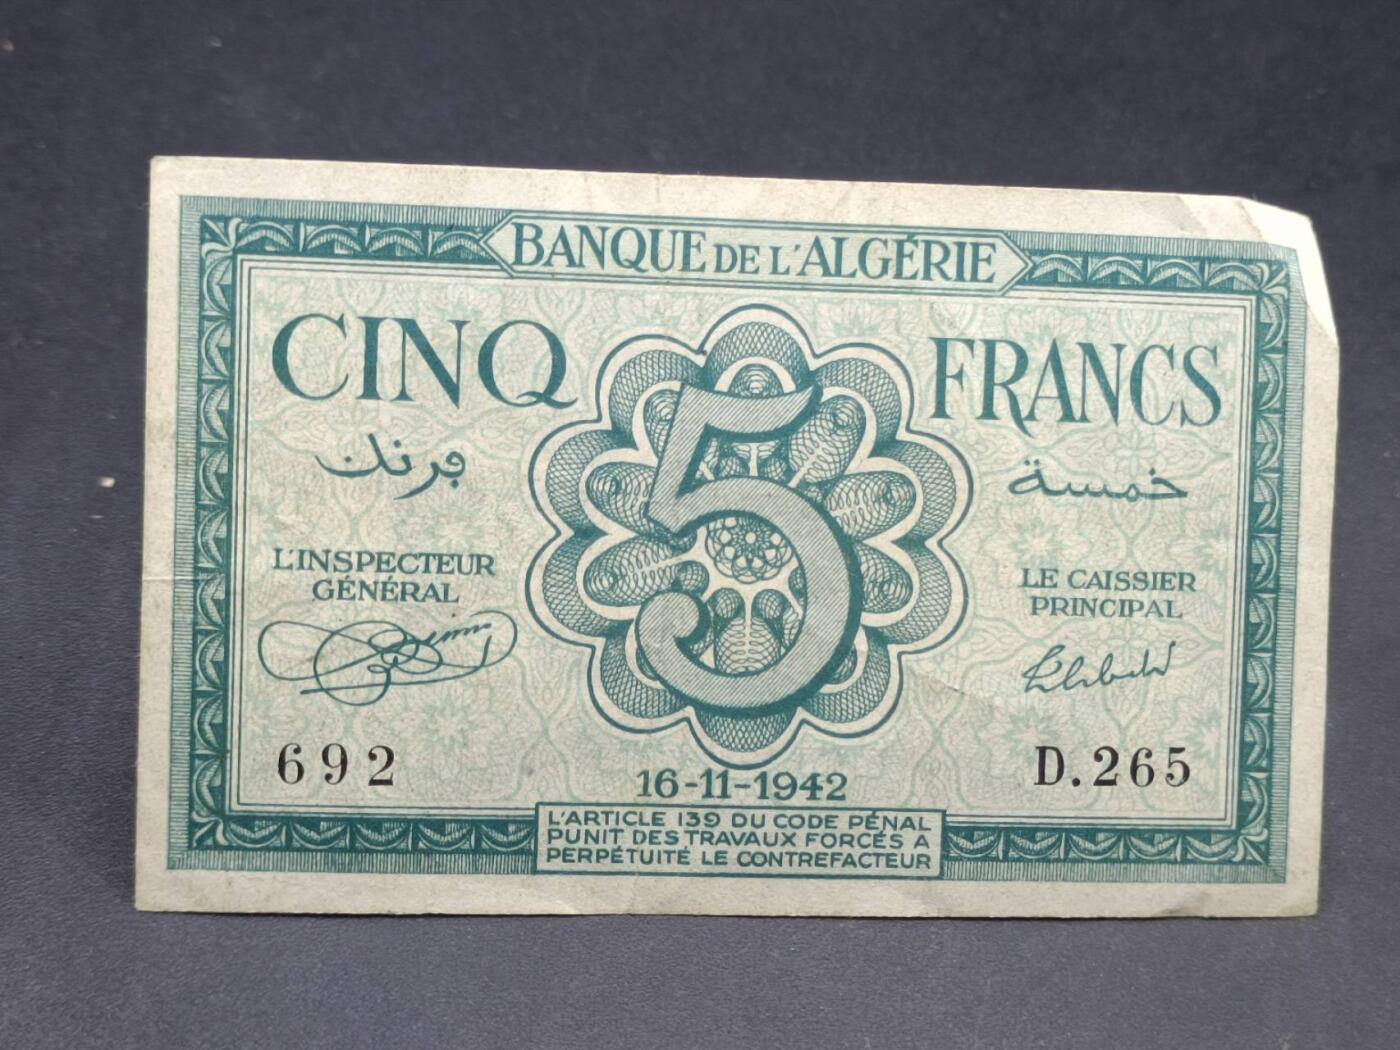 BANQUE DE L'ALGÉRIE
CINQ FRANCS
5
فرنك
خمسة
L'INSPECTEUR
GÉNÉRAL
LE CAISSIER
PRINCIPAL
692
16-11-1942
D.265
L'ARTICLE 139 DU CODE PÉNAL
PUNIT DES TRAVAUX FORCÉS A
PERPÉTUITÉ LE CONTREFACTEUR